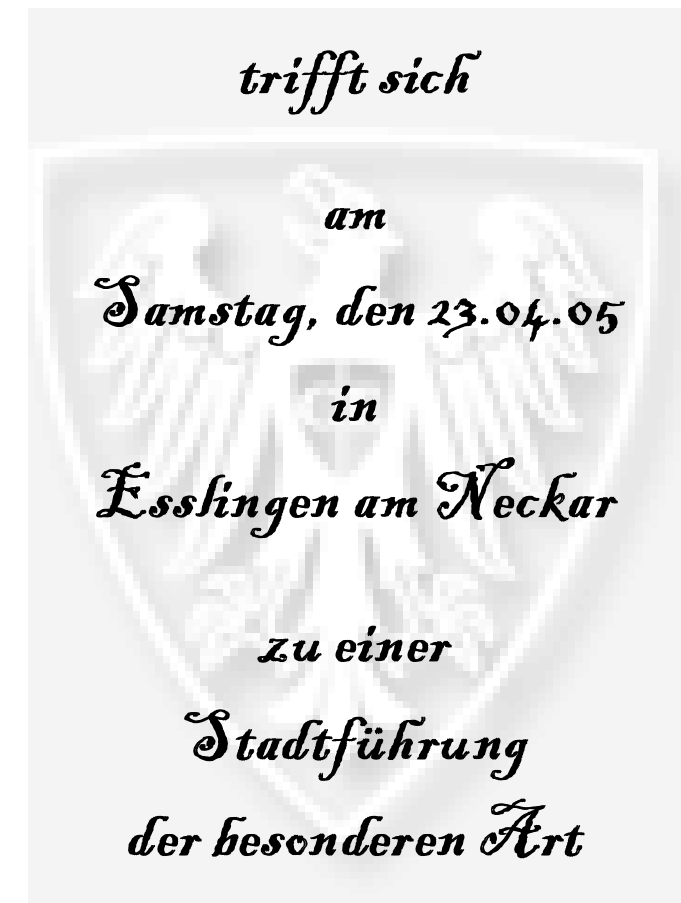 trifft sich
am
Samstag, den 23.04.05
in
Esslingen am Neckar
zu einer
Stadtführung
der besonderen Art